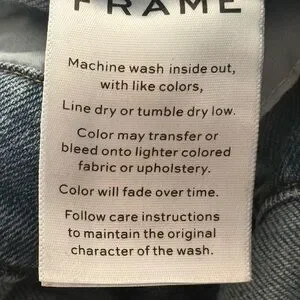 FRAME
Machine wash inside out,
with like colors,
Line dry or tumble dry low.
Color may transfer or
bleed onto lighter colored
fabric or upholstery.
Color will fade over time.
Follow care instructions
to maintain the original
character of the wash.